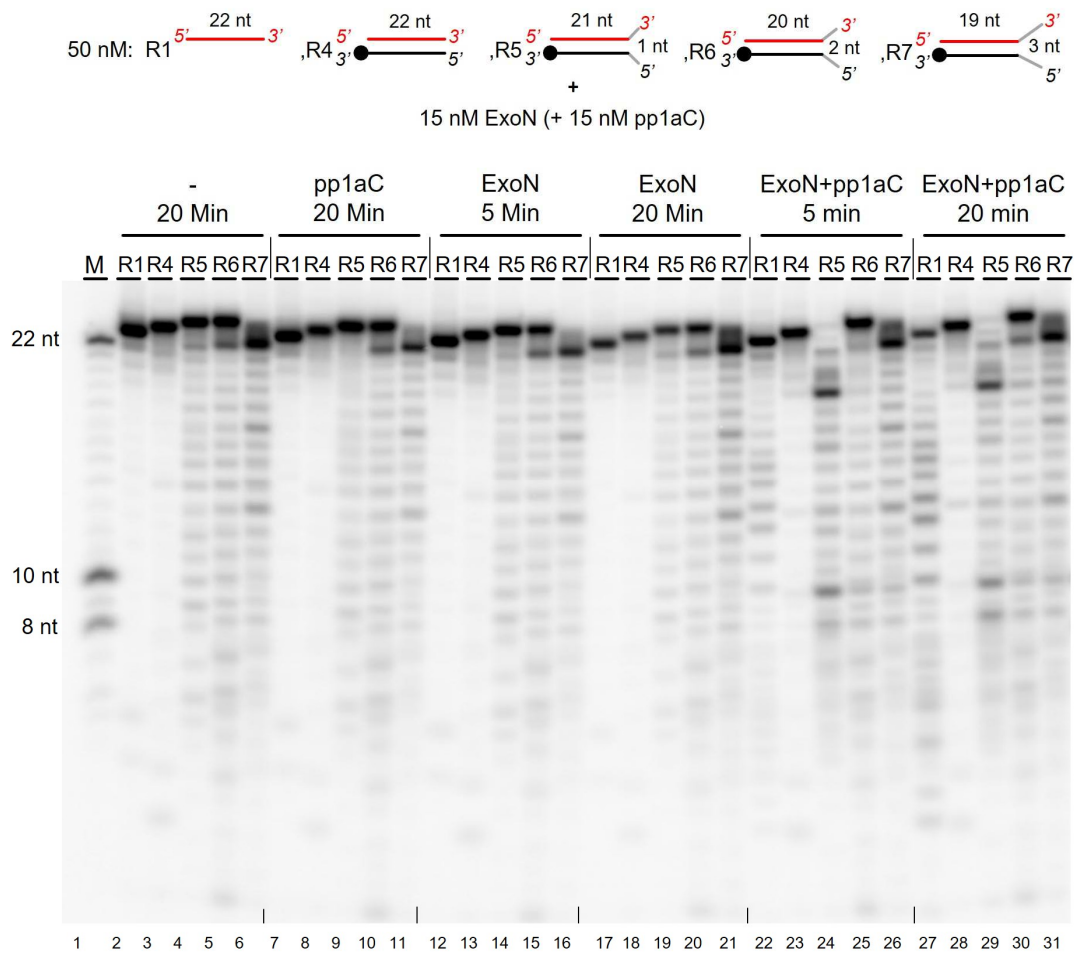 22 nt 22 nt 21 nt 20 nt 19 nt
50 nM: R1 5’ 3’ ,R4 5’ 3’ 3’ 5’ ,R5 5’ 3’ 3’ 1 nt 5’ ,R6 5’ 3’ 3’ 2 nt 5’ ,R7 5’ 3’ 3’ 3 nt 5’
+
15 nM ExoN (+ 15 nM pp1aC)
- pp1aC ExoN ExoN ExoN+pp1aC ExoN+pp1aC
20 Min 20 Min 5 Min 20 Min 5 min 20 min
M R1 R4 R5 R6 R7 R1 R4 R5 R6 R7 R1 R4 R5 R6 R7 R1 R4 R5 R6 R7 R1 R4 R5 R6 R7 R1 R4 R5 R6 R7
22 nt
10 nt
8 nt
1 2 3 4 5 6 7 8 9 10 11 12 13 14 15 16 17 18 19 20 21 22 23 24 25 26 27 28 29 30 31